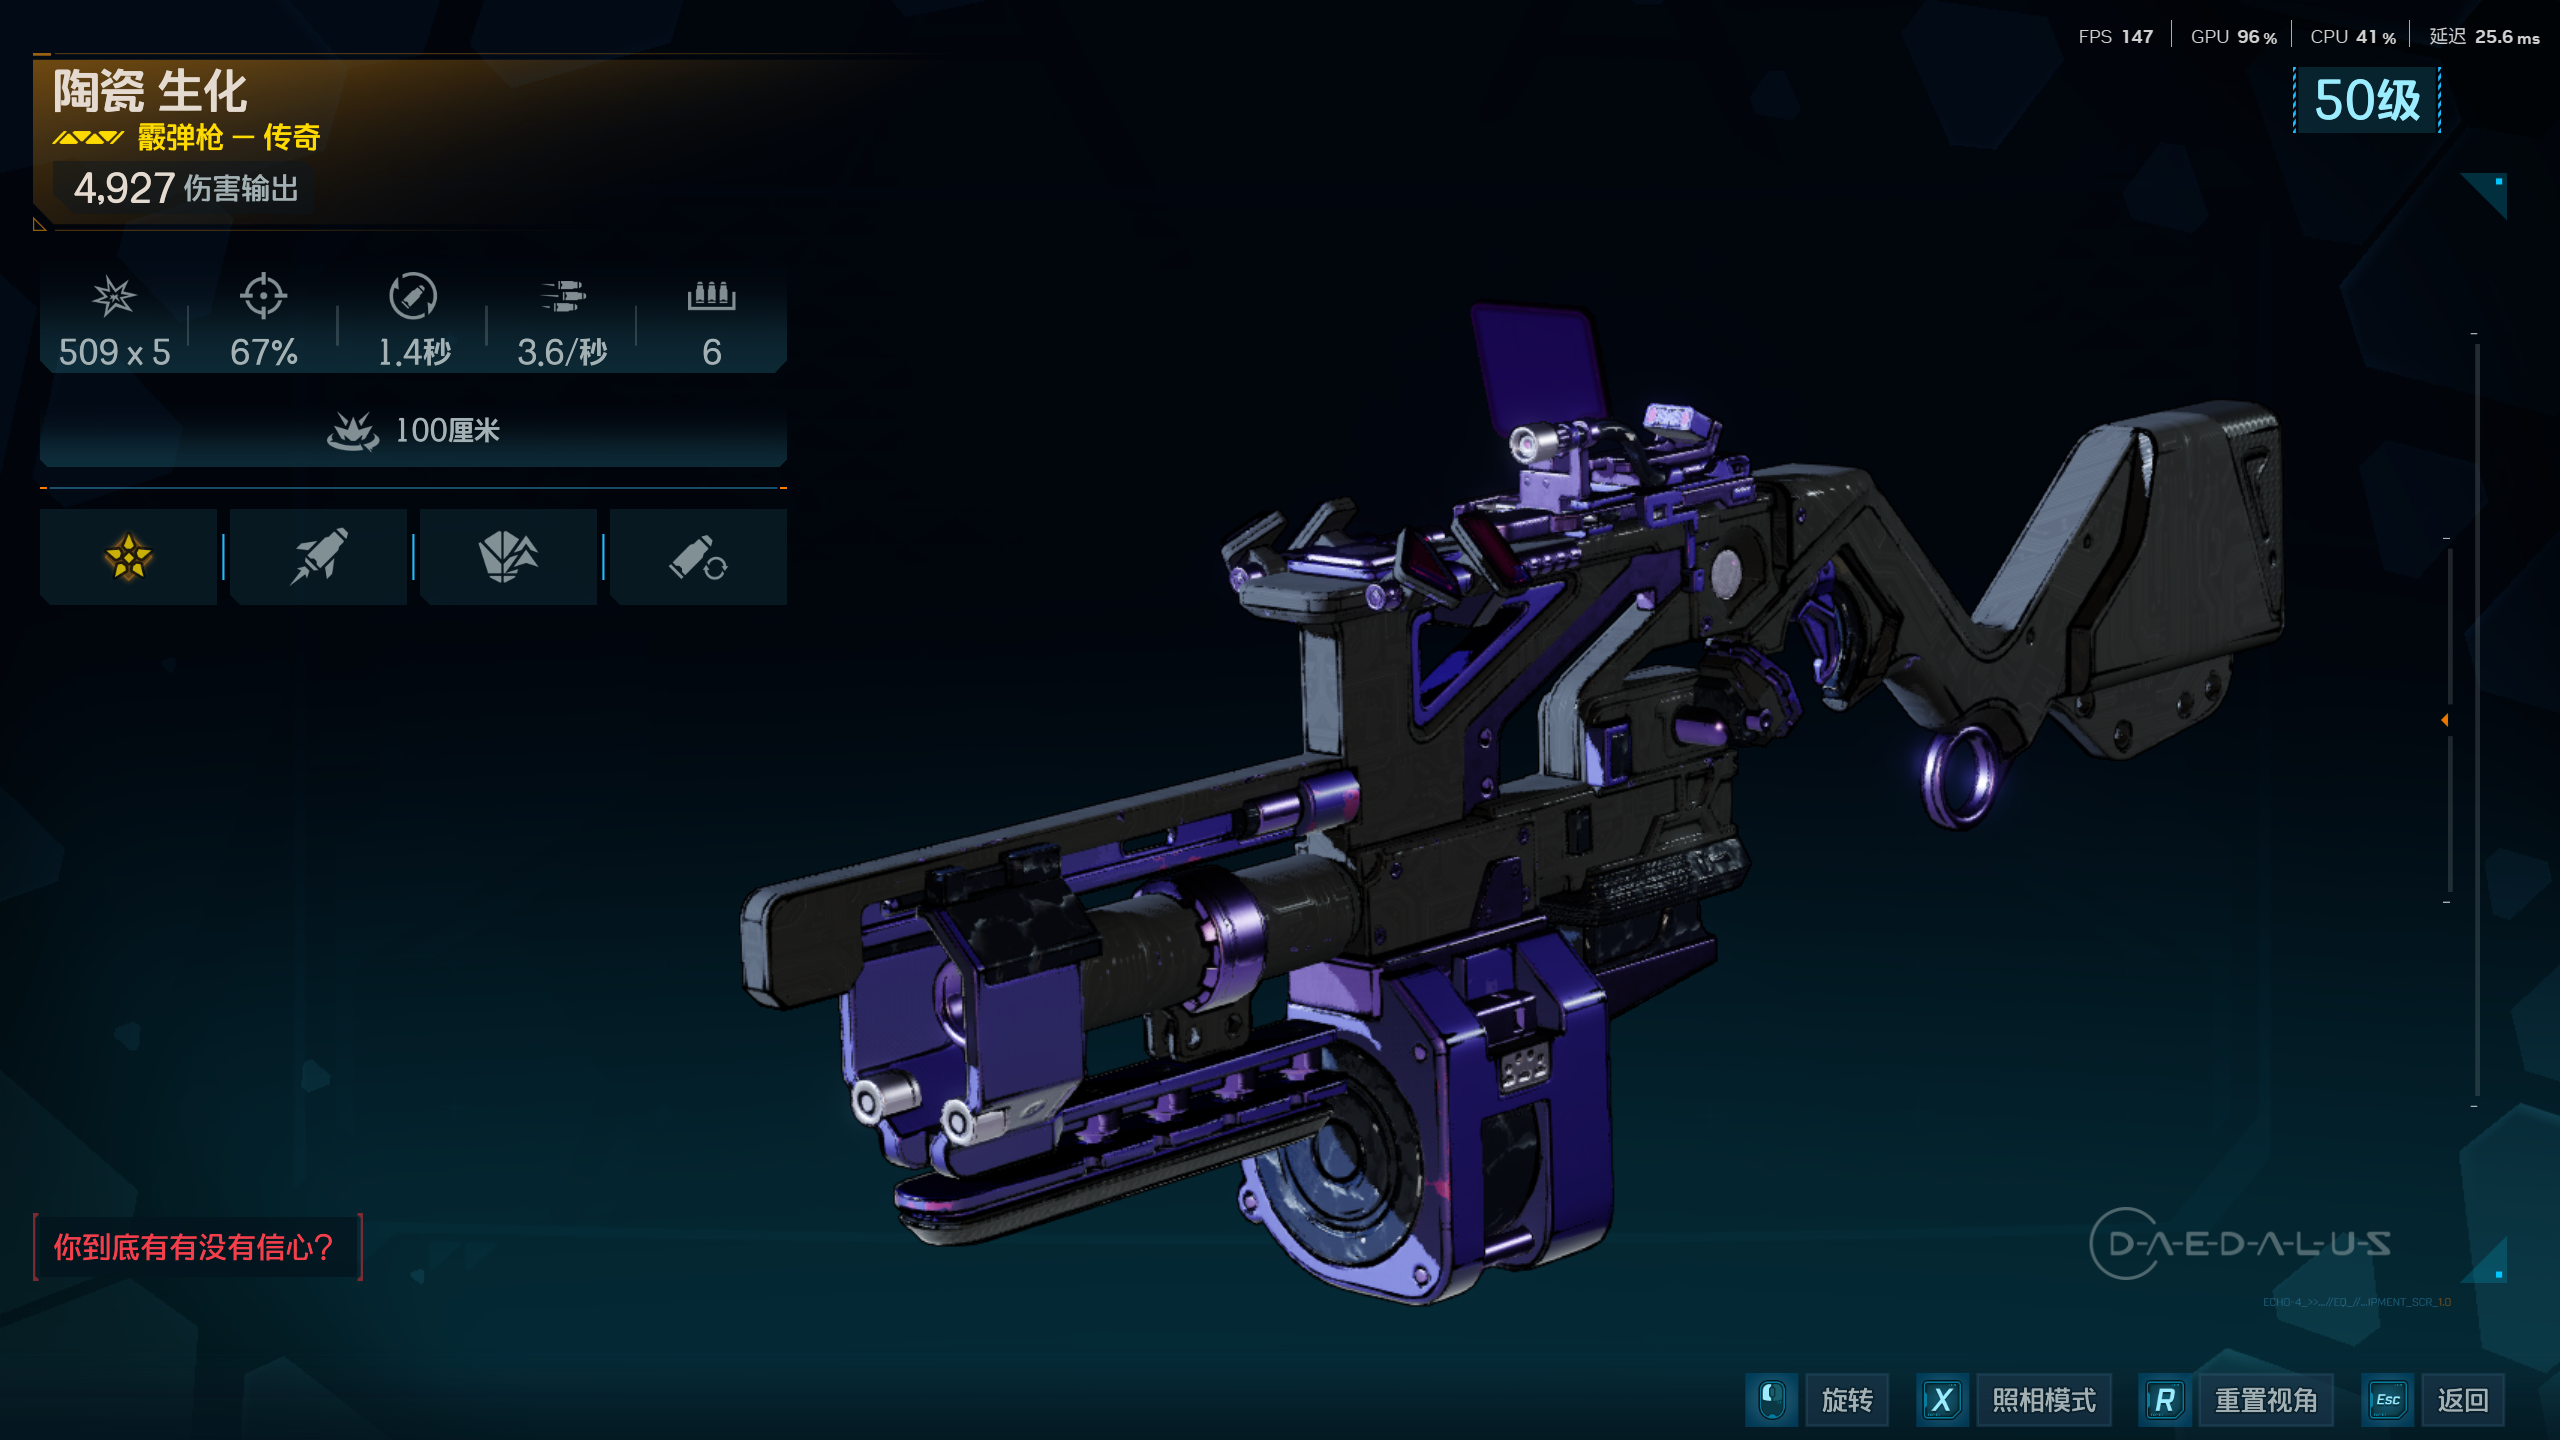 FPS 147 GPU 96 % CPU 41 % 延迟 25.6 ms
陶瓷 生化
霰弹枪 – 传奇
4,927 伤害输出
50级
509 x 5 67% 1.4秒 3.6/秒 6
100厘米
你到底有有没有信心?
D-A-E-D-A-L-U-S
X R Esc
旋转 照相模式 重置视角 返回